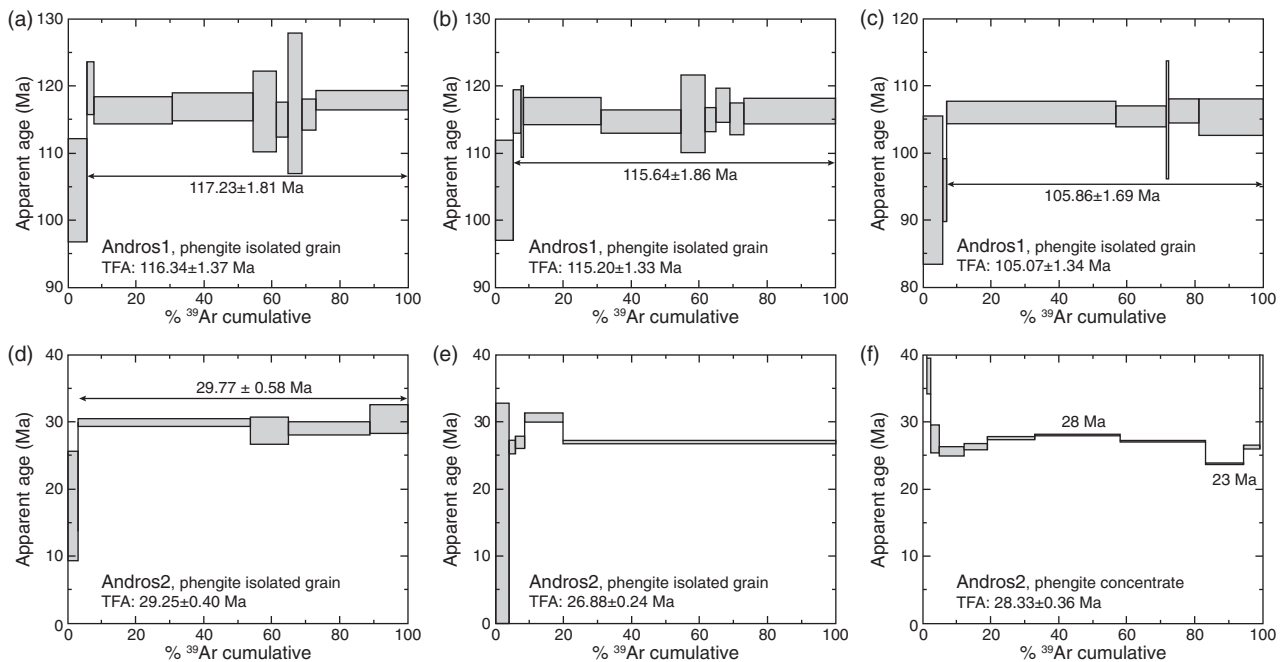 (a)
130
120
110
100
90
Apparent age (Ma)
117.23±1.81 Ma
Andros1, phengite isolated grain
TFA: 116.34±1.37 Ma
0 20 40 60 80 100
% ³⁹Ar cumulative
(b)
130
120
110
100
90
Apparent age (Ma)
115.64±1.86 Ma
Andros1, phengite isolated grain
TFA: 115.20±1.33 Ma
0 20 40 60 80 100
% ³⁹Ar cumulative
(c)
120
110
100
90
80
Apparent age (Ma)
105.86±1.69 Ma
Andros1, phengite isolated grain
TFA: 105.07±1.34 Ma
0 20 40 60 80 100
% ³⁹Ar cumulative
(d)
40
30
20
10
0
Apparent age (Ma)
29.77 ± 0.58 Ma
Andros2, phengite isolated grain
TFA: 29.25±0.40 Ma
0 20 40 60 80 100
% ³⁹Ar cumulative
(e)
40
30
20
10
0
Apparent age (Ma)
Andros2, phengite isolated grain
TFA: 26.88±0.24 Ma
0 20 40 60 80 100
% ³⁹Ar cumulative
(f)
40
30
20
10
0
Apparent age (Ma)
28 Ma
23 Ma
Andros2, phengite concentrate
TFA: 28.33±0.36 Ma
0 20 40 60 80 100
% ³⁹Ar cumulative